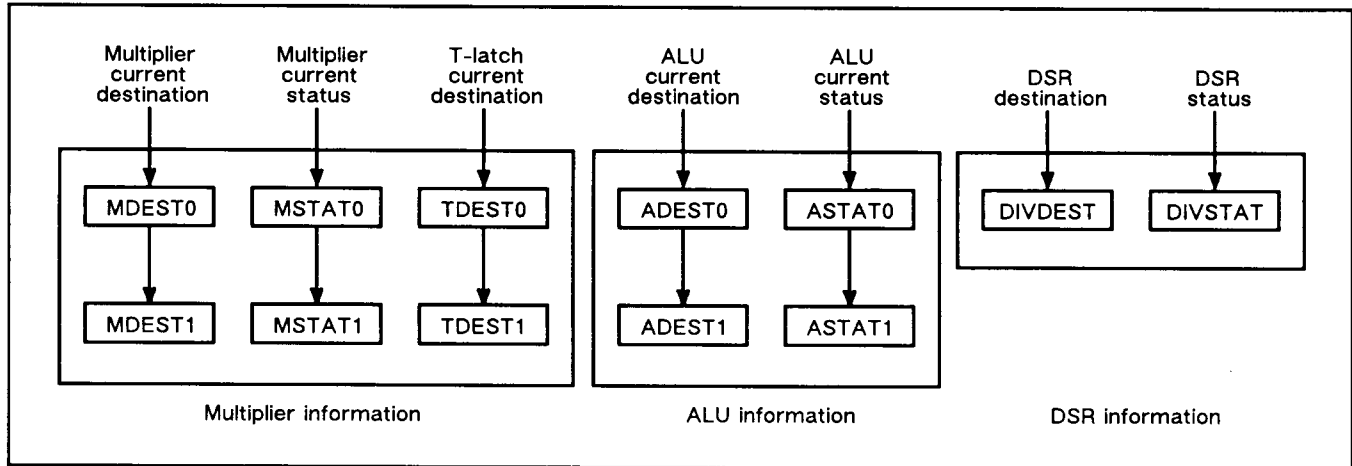 Multiplier
current
destination
Multiplier
current
status
T-latch
current
destination
ALU
current
destination
ALU
current
status
DSR
destination
DSR
status
MDEST0
MSTAT0
TDEST0
ADEST0
ASTAT0
DIVDEST
DIVSTAT
MDEST1
MSTAT1
TDEST1
ADEST1
ASTAT1
Multiplier information
ALU information
DSR information